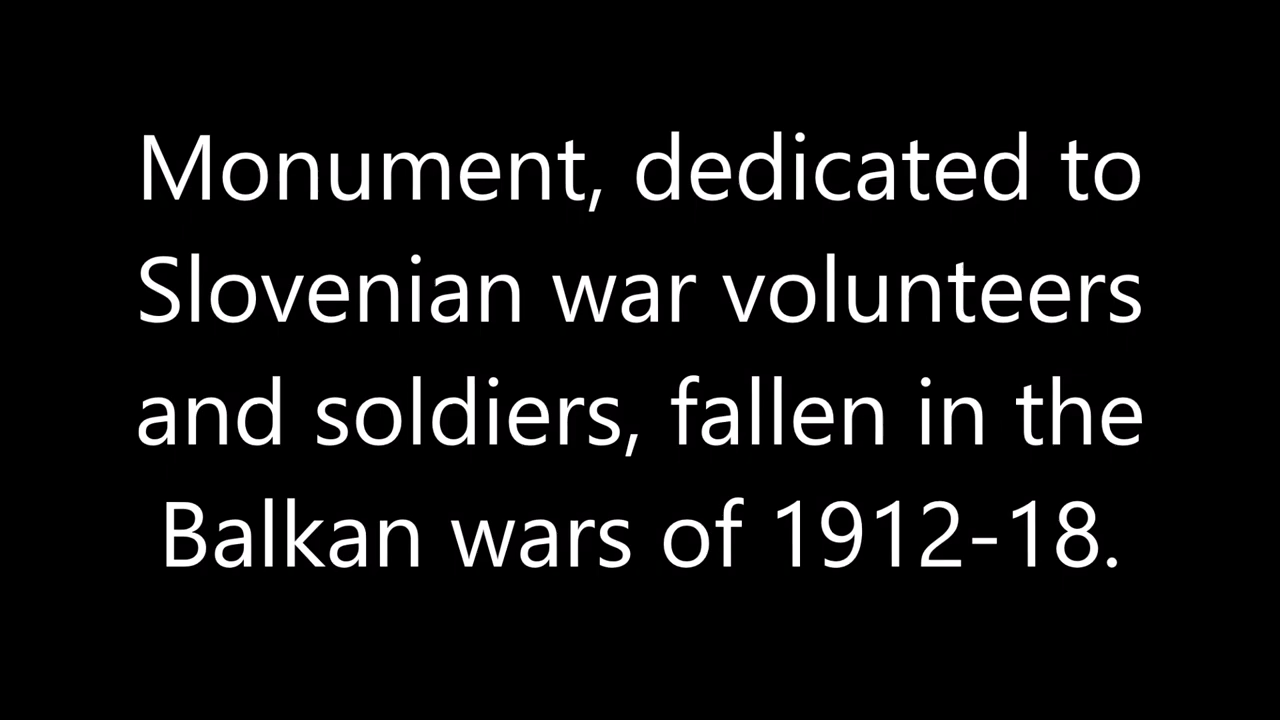 Monument, dedicated to
Slovenian war volunteers
and soldiers, fallen in the
Balkan wars of 1912-18.